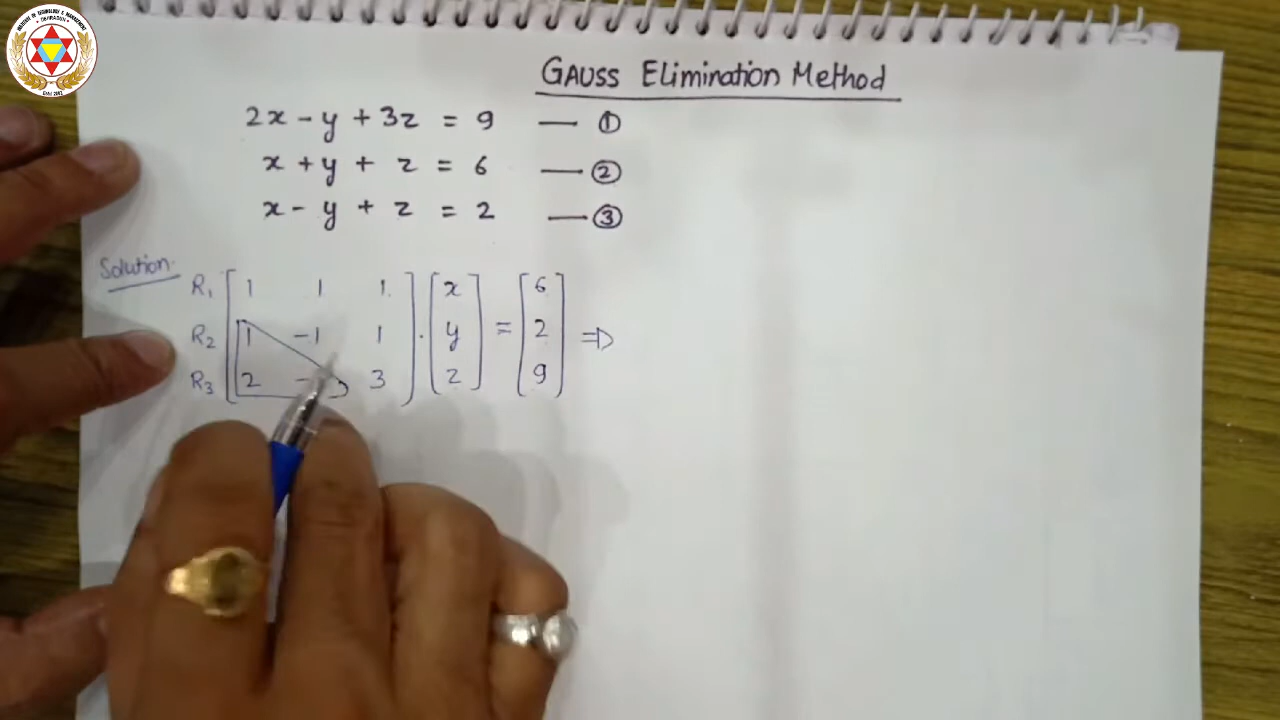 GAUSS Elimination Method
2x - y + 3z = 9 — ①
x + y + z = 6 — ②
x - y + z = 2 — ③
Solution.
R₁ [ 1 1 1 ] [ x ] [ 6 ]
R₂ [ 1 -1 1 ] . [ y ] = [ 2 ] ⇒
R₃ [ 2 - 3 ] [ z ] [ 9 ]